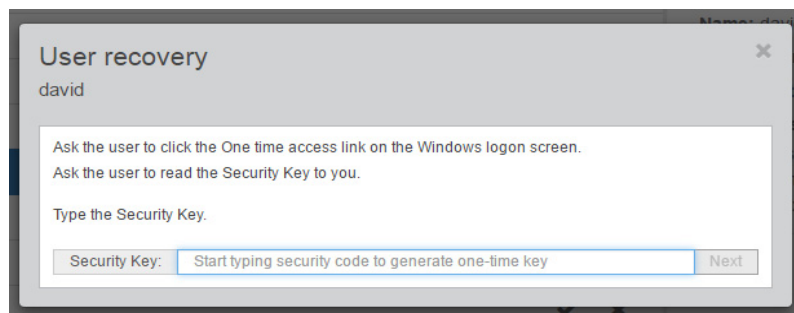 Name: davi
User recovery
×
david
Ask the user to click the One time access link on the Windows logon screen.
Ask the user to read the Security Key to you.
Type the Security Key.
Security Key: Start typing security code to generate one-time key Next